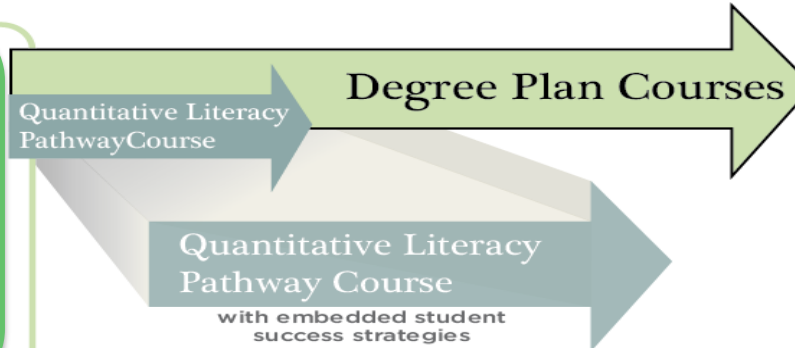 Degree Plan Courses
Quantitative Literacy
PathwayCourse
Quantitative Literacy
Pathway Course
with embedded student
success strategies